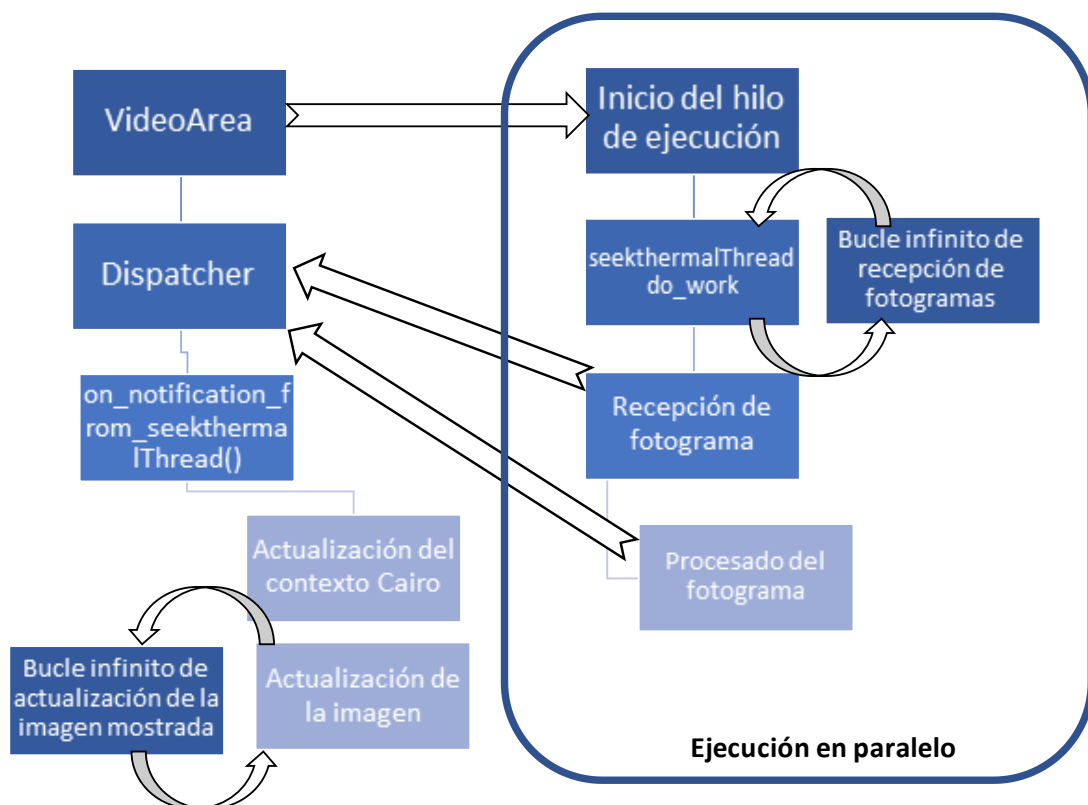 VideoArea
Dispatcher
on_notification_f
rom_seektherma
lThread()
Actualización del
contexto Cairo
Actualización de
la imagen
Bucle infinito de
actualización de la
imagen mostrada
Inicio del hilo
de ejecución
seekthermalThread
do_work
Bucle infinito de
recepción de
fotogramas
Recepción de
fotograma
Procesado del
fotograma
Ejecución en paralelo